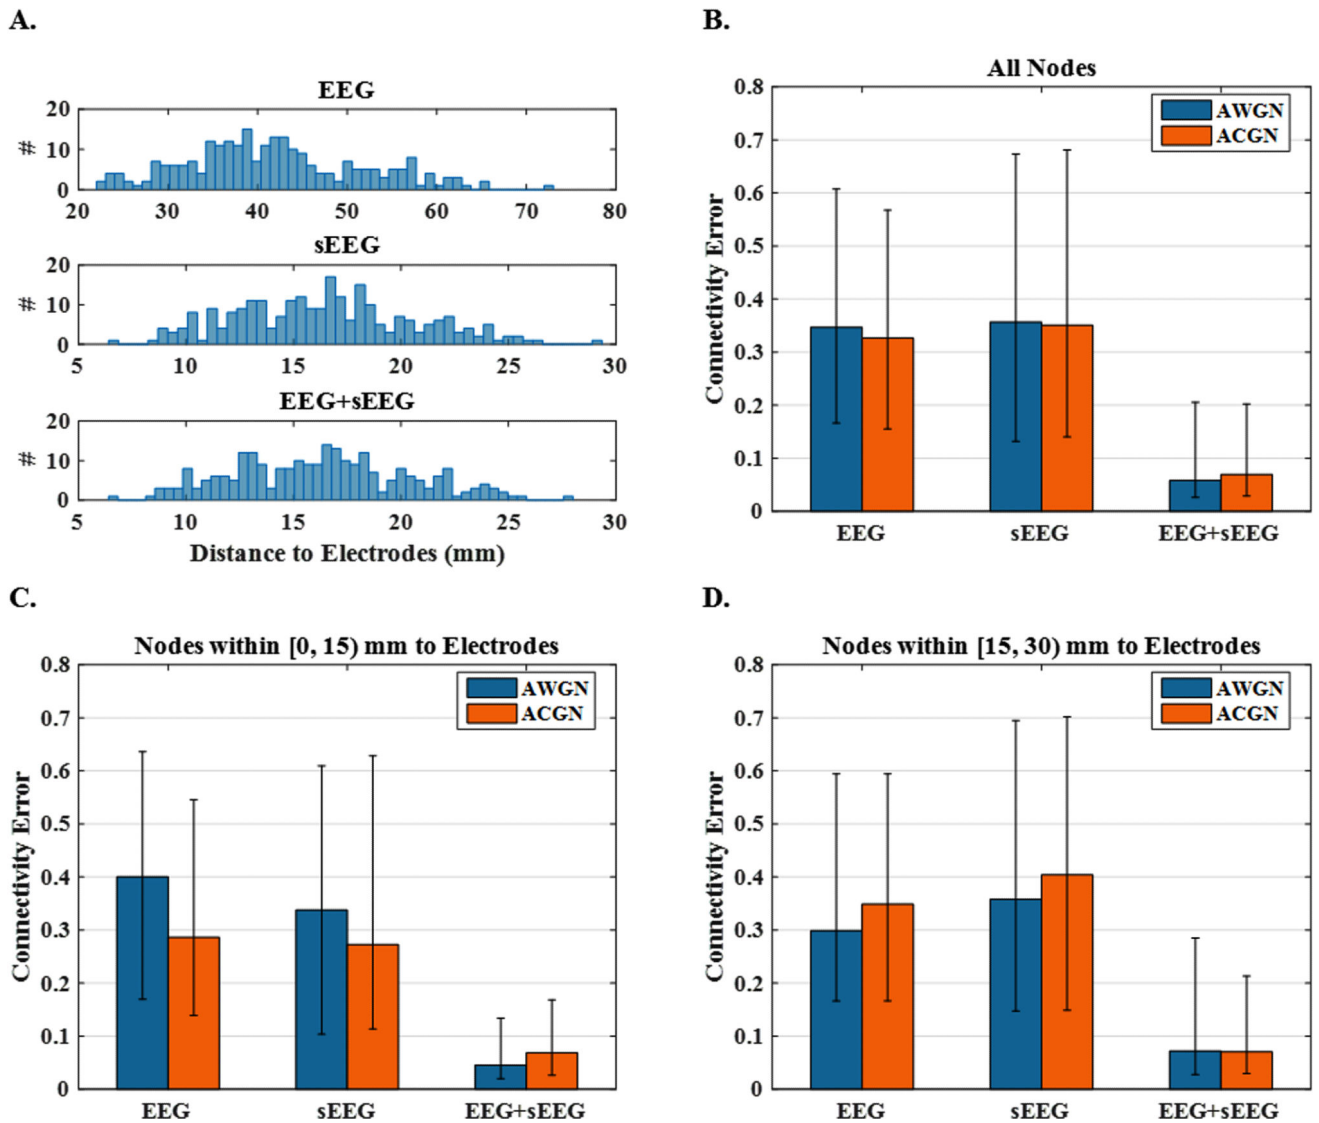 A.
EEG
#
20
10
0
20 30 40 50 60 70 80
sEEG
#
20
10
0
5 10 15 20 25 30
EEG+sEEG
#
20
10
0
5 10 15 20 25 30
Distance to Electrodes (mm)
B.
All Nodes
AWGN
ACGN
Connectivity Error
0.8
0.7
0.6
0.5
0.4
0.3
0.2
0.1
0
EEG sEEG EEG+sEEG
C.
Nodes within [0, 15) mm to Electrodes
AWGN
ACGN
Connectivity Error
0.8
0.7
0.6
0.5
0.4
0.3
0.2
0.1
0
EEG sEEG EEG+sEEG
D.
Nodes within [15, 30) mm to Electrodes
AWGN
ACGN
Connectivity Error
0.8
0.7
0.6
0.5
0.4
0.3
0.2
0.1
0
EEG sEEG EEG+sEEG